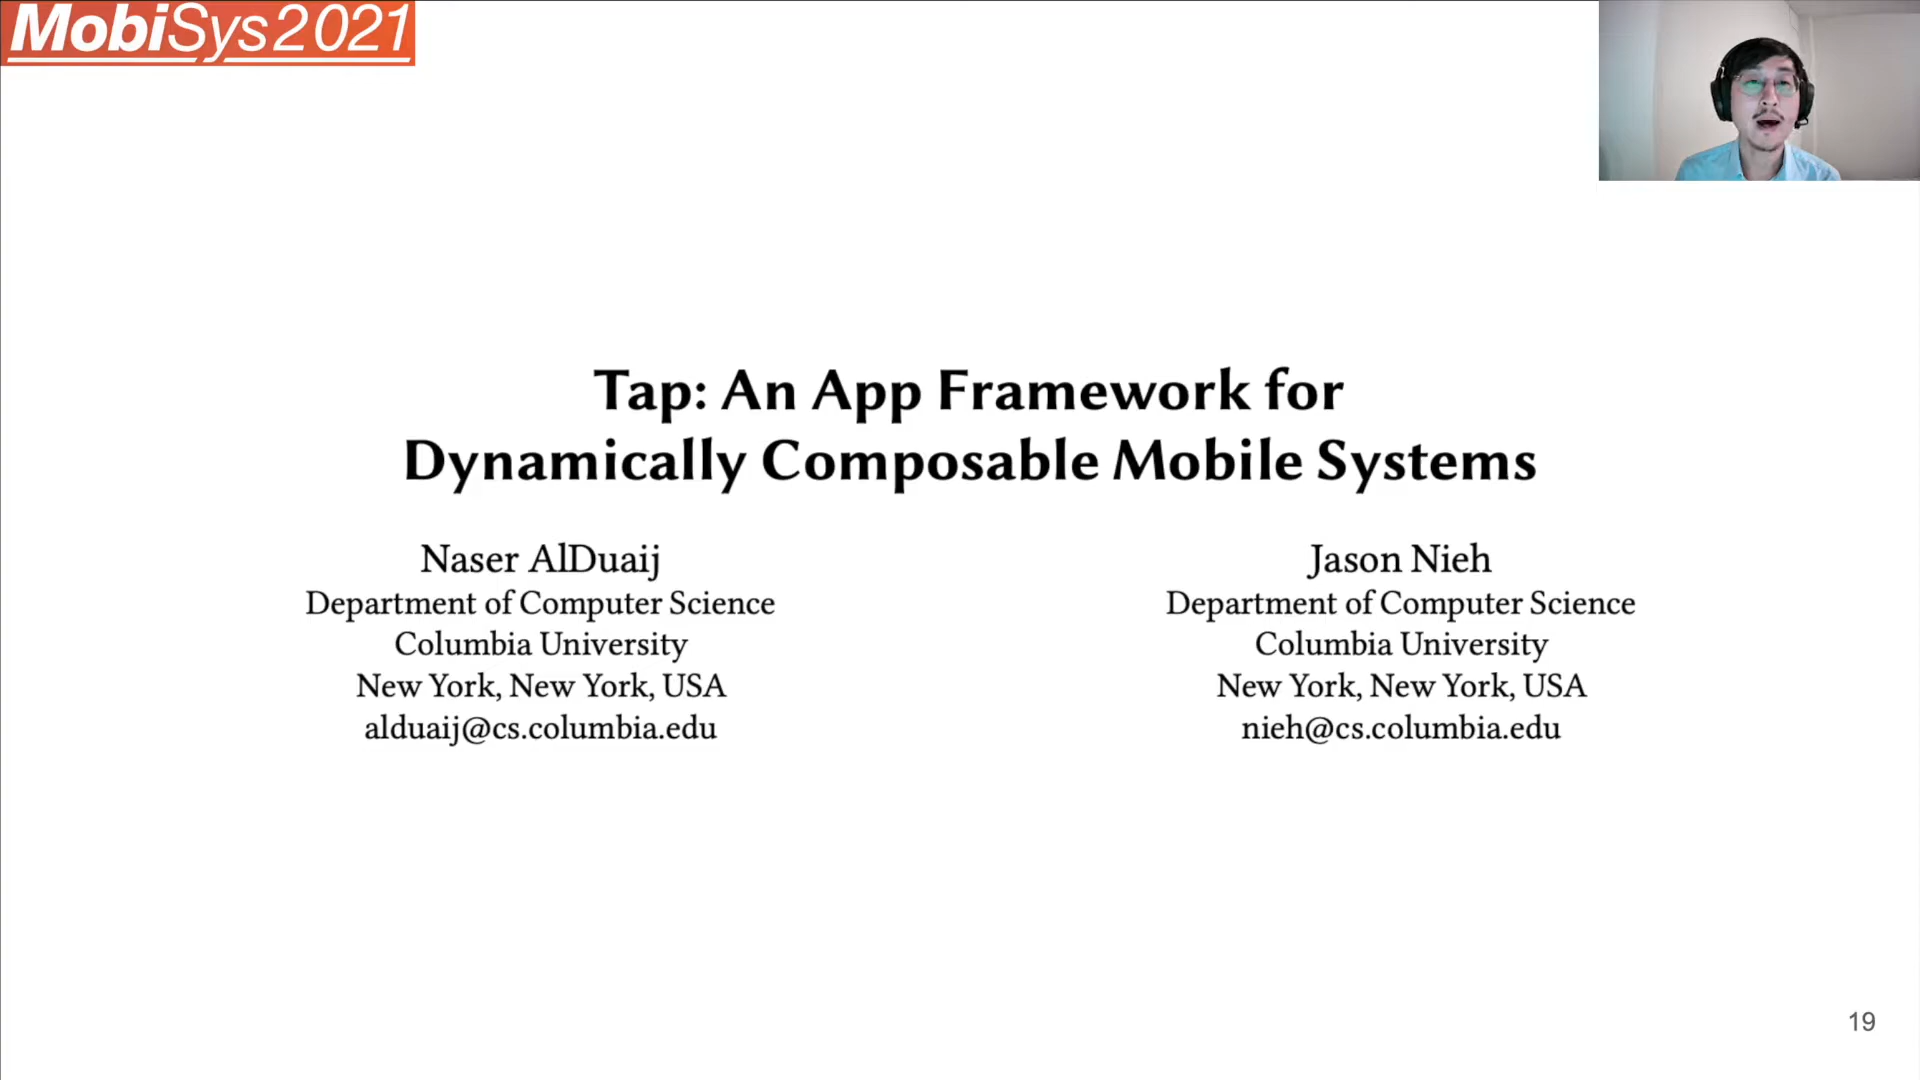 MobiSys2021
Tap: An App Framework for
Dynamically Composable Mobile Systems
Naser AlDuaij
Department of Computer Science
Columbia University
New York, New York, USA
alduaij@cs.columbia.edu
Jason Nieh
Department of Computer Science
Columbia University
New York, New York, USA
nieh@cs.columbia.edu
19